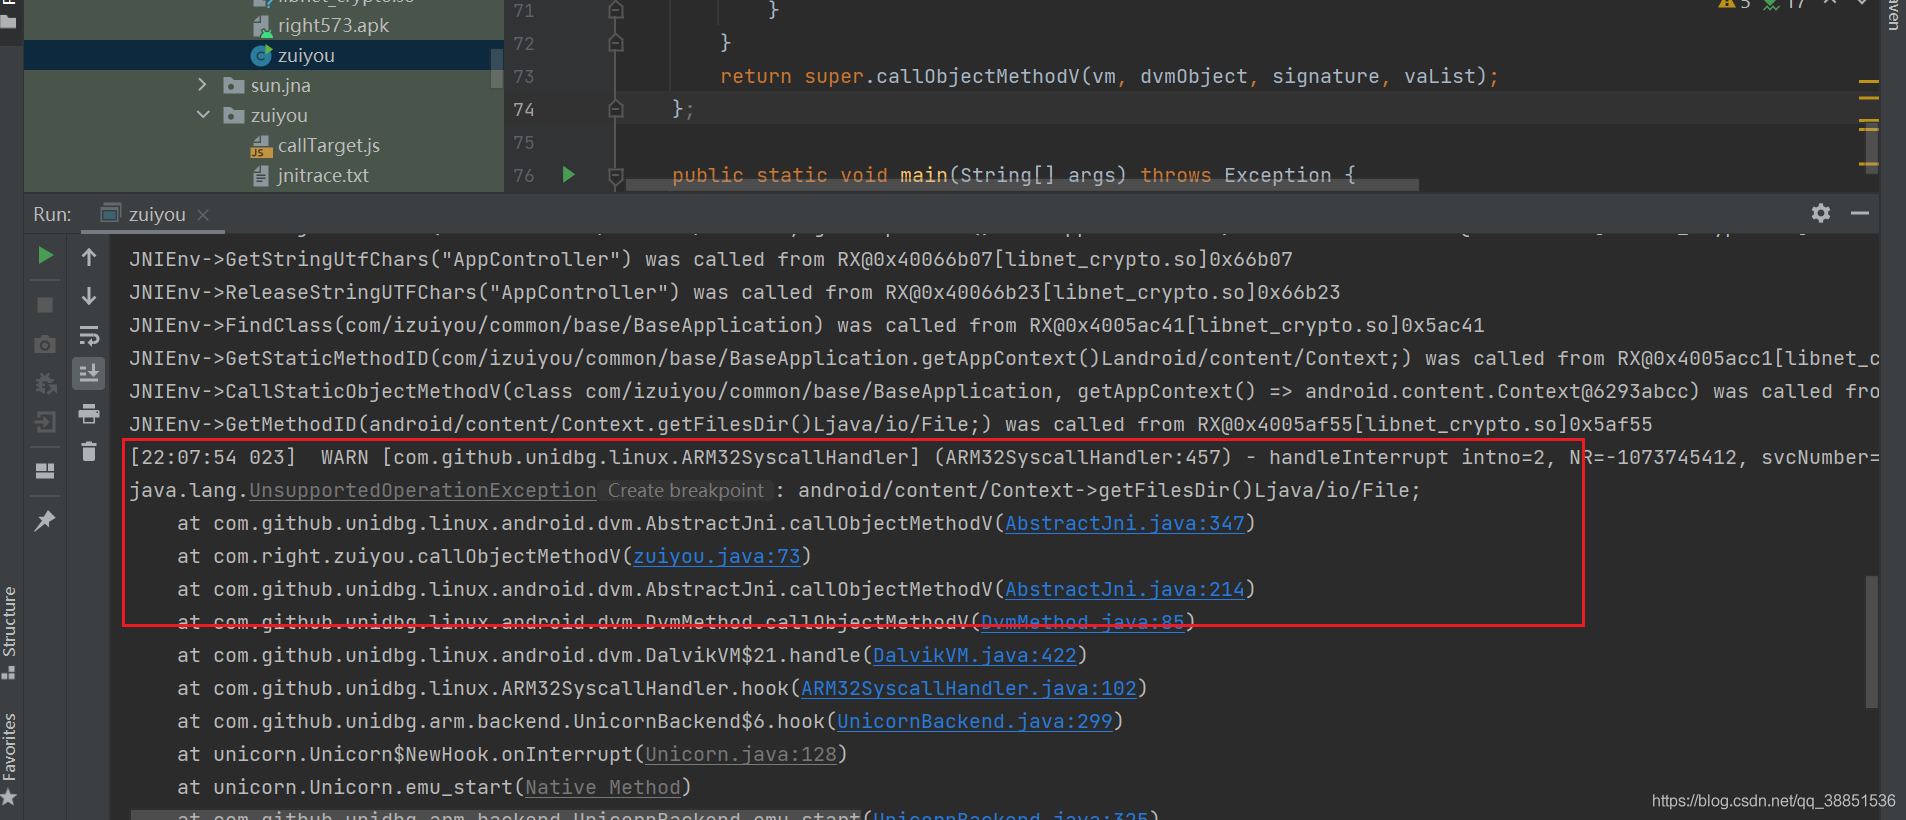 right573.apk
zuiyou
sun.jna
zuiyou
callTarget.js
jnitrace.txt
71 }
72 }
73 return super.callObjectMethodV(vm, dvmObject, signature, vaList);
74 };
75
76 public static void main(String[] args) throws Exception {
Run: zuiyou
JNIEnv->GetStringUtfChars("AppController") was called from RX@0x40066b07[libnet_crypto.so]0x66b07
JNIEnv->ReleaseStringUTFChars("AppController") was called from RX@0x40066b23[libnet_crypto.so]0x66b23
JNIEnv->FindClass(com/izuiyou/common/base/BaseApplication) was called from RX@0x4005ac41[libnet_crypto.so]0x5ac41
JNIEnv->GetStaticMethodID(com/izuiyou/common/base/BaseApplication.getAppContext()Landroid/content/Context;) was called from RX@0x4005acc1[libnet_c
JNIEnv->CallStaticObjectMethodV(class com/izuiyou/common/base/BaseApplication, getAppContext() => android.content.Context@6293abcc) was called fro
JNIEnv->GetMethodID(android/content/Context.getFilesDir()Ljava/io/File;) was called from RX@0x4005af55[libnet_crypto.so]0x5af55
[22:07:54 023]  WARN [com.github.unidbg.linux.ARM32SyscallHandler] (ARM32SyscallHandler:457) - handleInterrupt intno=2, NR=-1073745412, svcNumber=
java.lang.UnsupportedOperationException Create breakpoint : android/content/Context->getFilesDir()Ljava/io/File;
at com.github.unidbg.linux.android.dvm.AbstractJni.callObjectMethodV(AbstractJni.java:347)
at com.right.zuiyou.callObjectMethodV(zuiyou.java:73)
at com.github.unidbg.linux.android.dvm.AbstractJni.callObjectMethodV(AbstractJni.java:214)
at com.github.unidbg.linux.android.dvm.DvmMethod.callObjectMethodV(DvmMethod.java:85)
at com.github.unidbg.linux.android.dvm.DalvikVM$21.handle(DalvikVM.java:422)
at com.github.unidbg.linux.ARM32SyscallHandler.hook(ARM32SyscallHandler.java:102)
at com.github.unidbg.arm.backend.UnicornBackend$6.hook(UnicornBackend.java:299)
at unicorn.Unicorn$NewHook.onInterrupt(Unicorn.java:128)
at unicorn.Unicorn.emu_start(Native Method)
at com.github.unidbg.arm.backend.UnicornBackend.emu_start(UnicornBackend.java:325)
Structure
Favorites
https://blog.csdn.net/qq_38851536